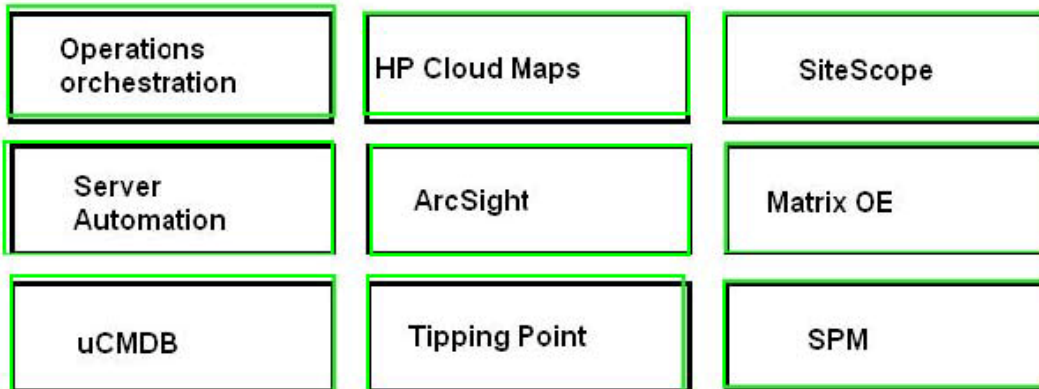 Operations
orchestration
HP Cloud Maps
SiteScope
Server
Automation
ArcSight
Matrix OE
uCMDB
Tipping Point
SPM